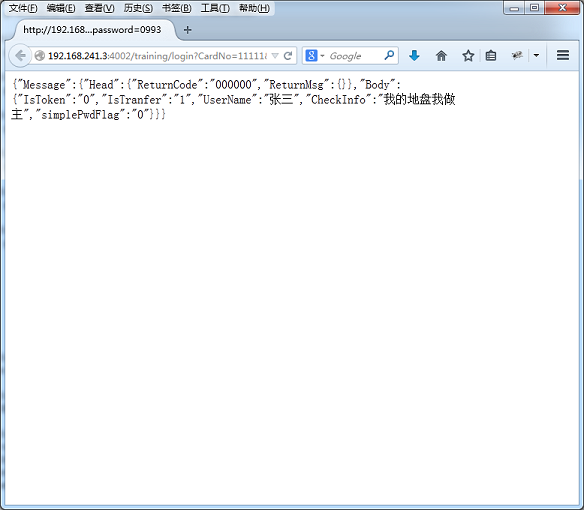 文件(F) 编辑(E) 查看(V) 历史(S) 书签(B) 工具(T) 帮助(H)
http://192.168...password=0993
192.168.241.3:4002/training/login?CardNo=11111&
Google
{"Message":{"Head":{"ReturnCode":"000000","ReturnMsg":{}},"Body":
{"IsToken":"0","IsTranfer":"1","UserName":"张三","CheckInfo":"我的地盘我做
主","simplePwdFlag":"0"}}}